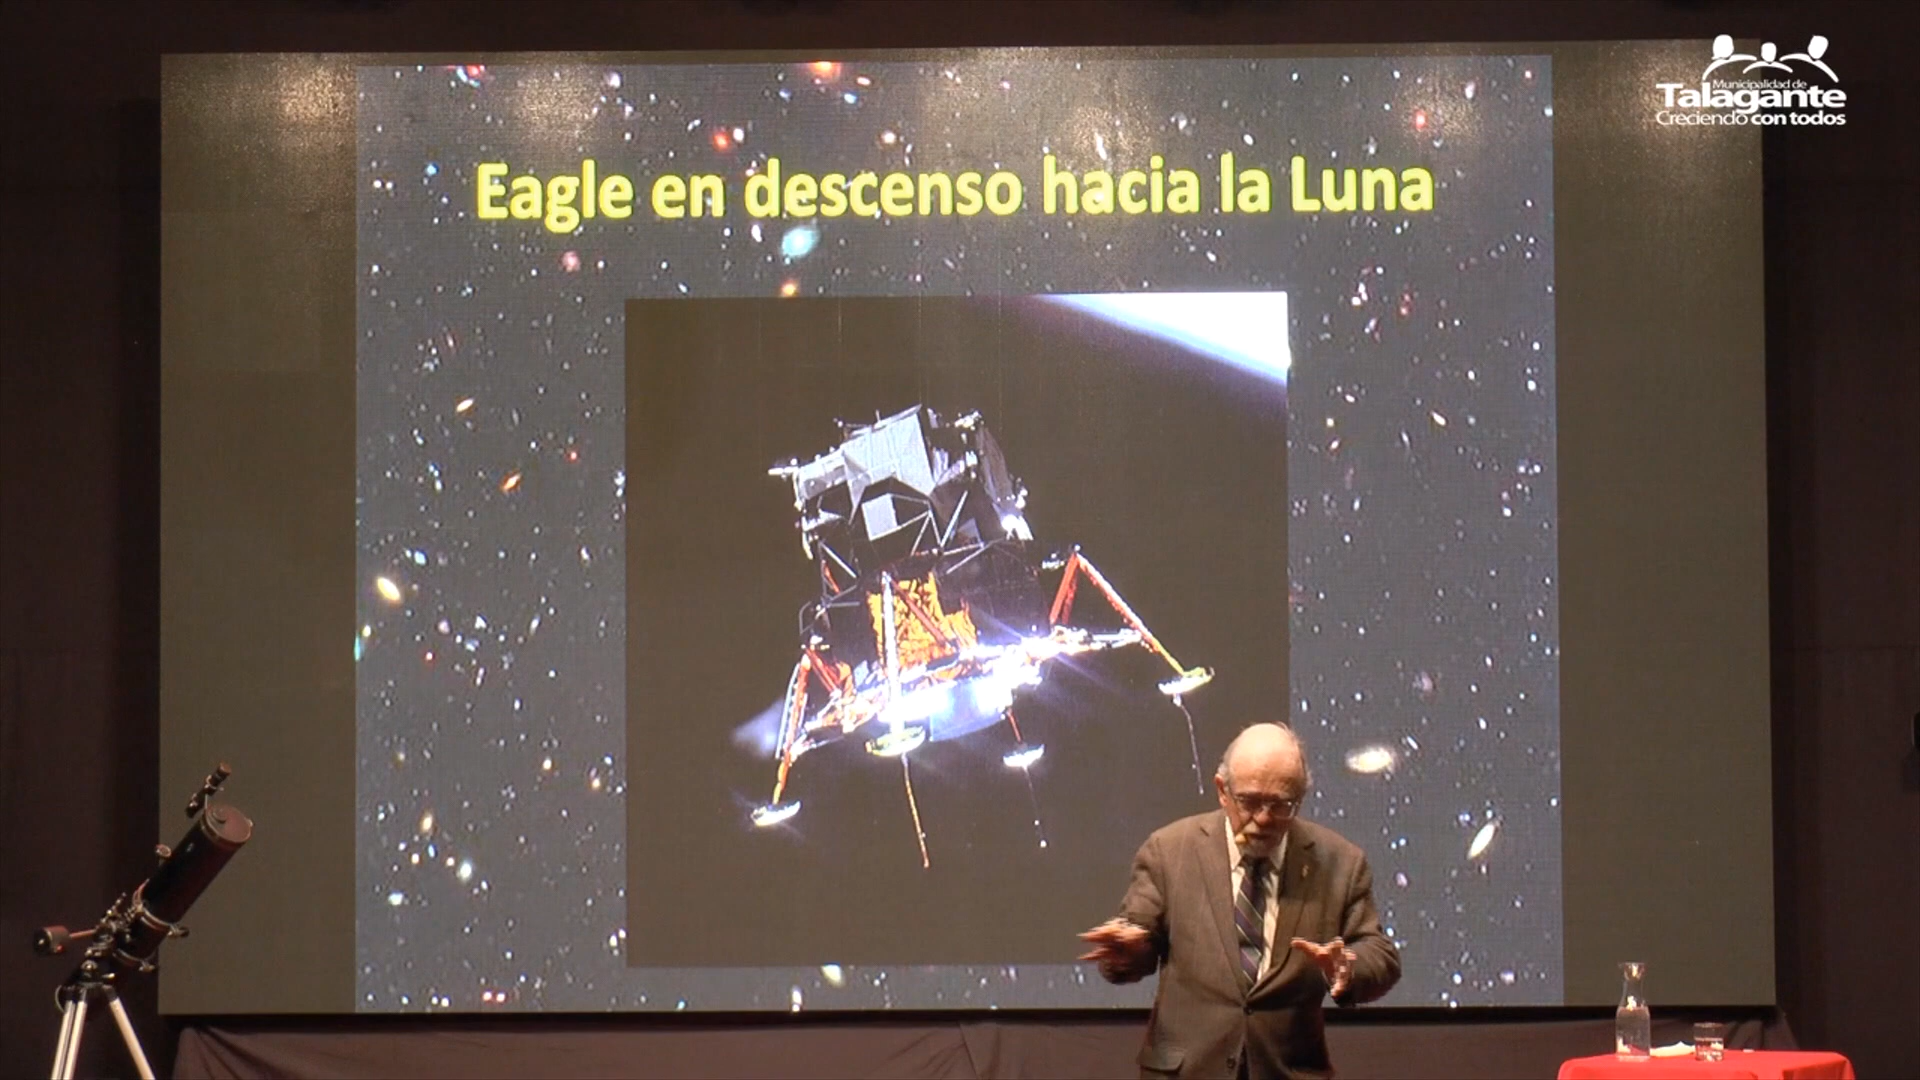 Municipalidad de
Talagante
Creciendo con todos
Eagle en descenso hacia la Luna